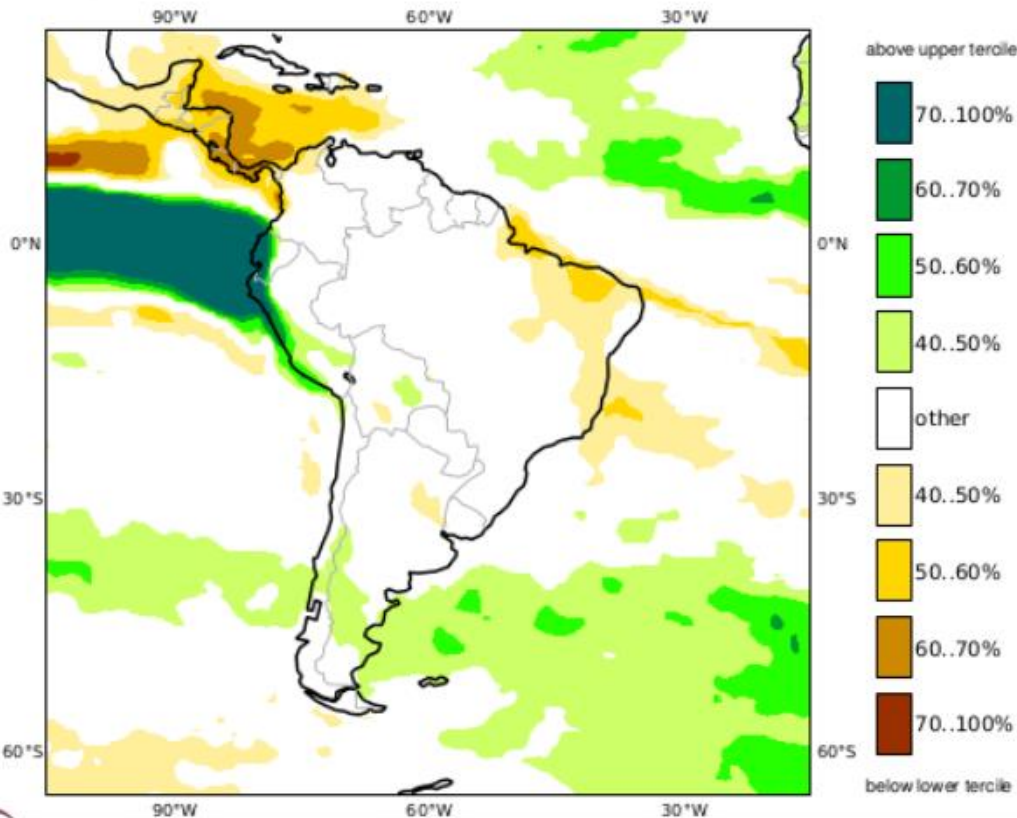 90°W 60°W 30°W
above upper tercile
70..100%
60..70%
0°N 0°N
50..60%
40..50%
other
40..50%
30°S 30°S
50..60%
60..70%
70..100%
60°S 60°S
below lower tercile
90°W 60°W 30°W